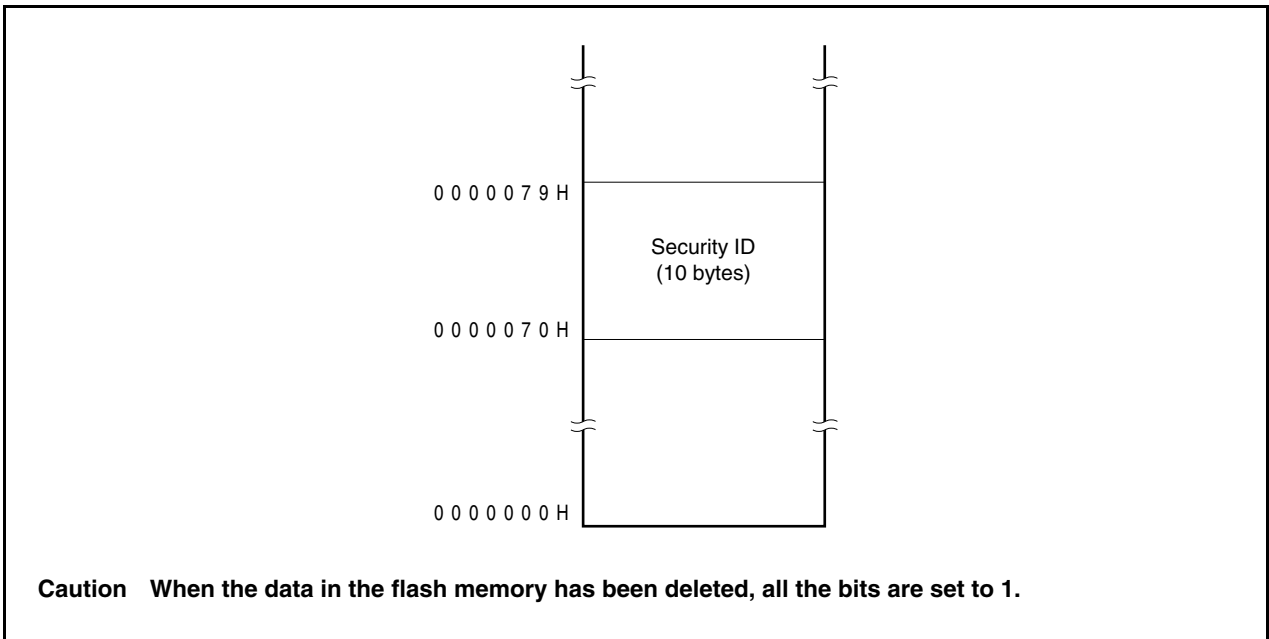 0000079H
Security ID
(10 bytes)
0000070H
0000000H
Caution When the data in the flash memory has been deleted, all the bits are set to 1.